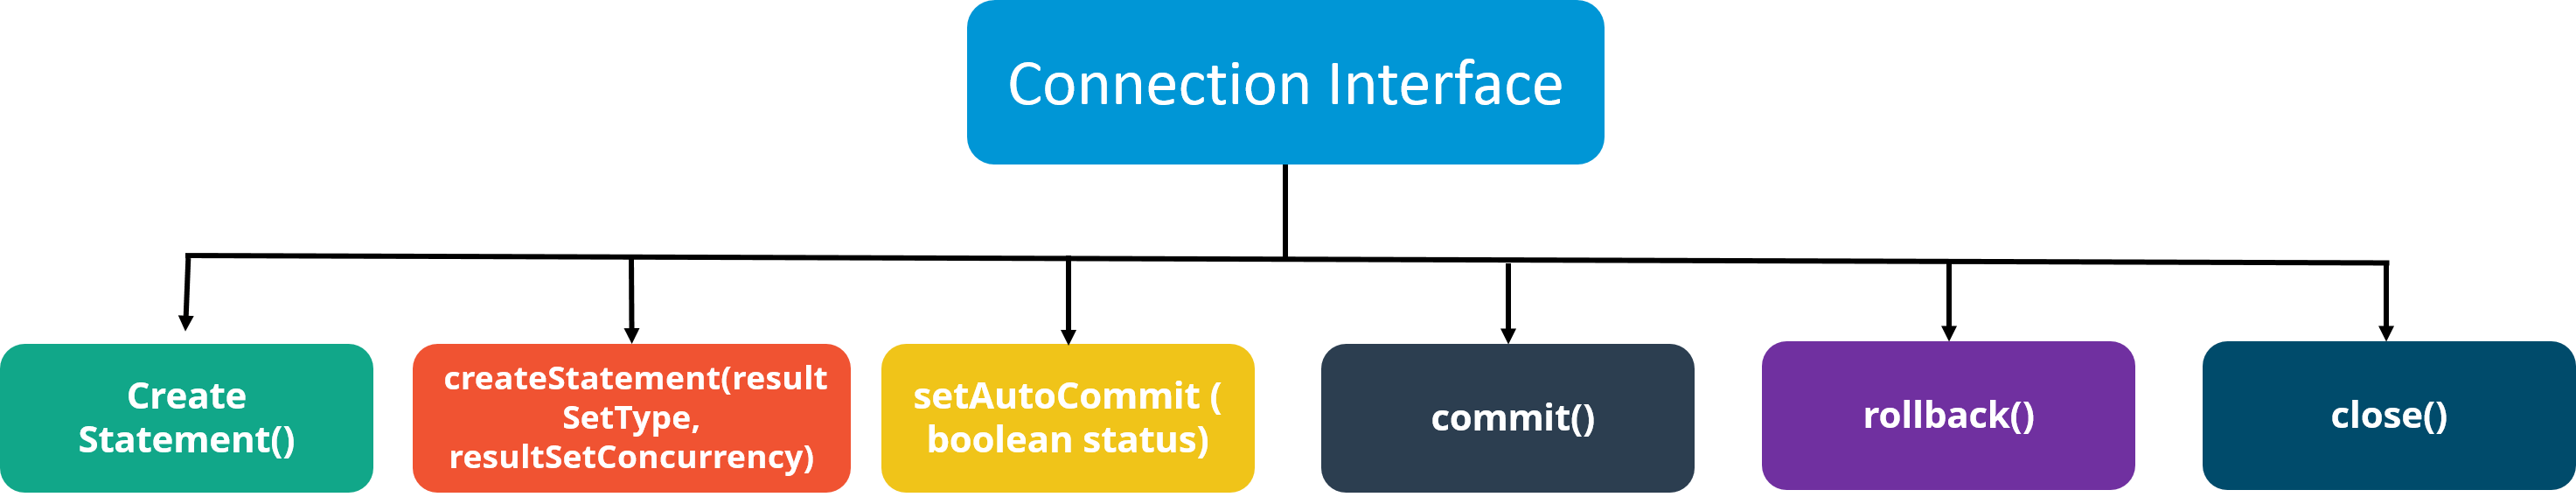 Connection Interface
Create
Statement()
createStatement(result
SetType,
resultSetConcurrency)
setAutoCommit (
boolean status)
commit()
rollback()
close()